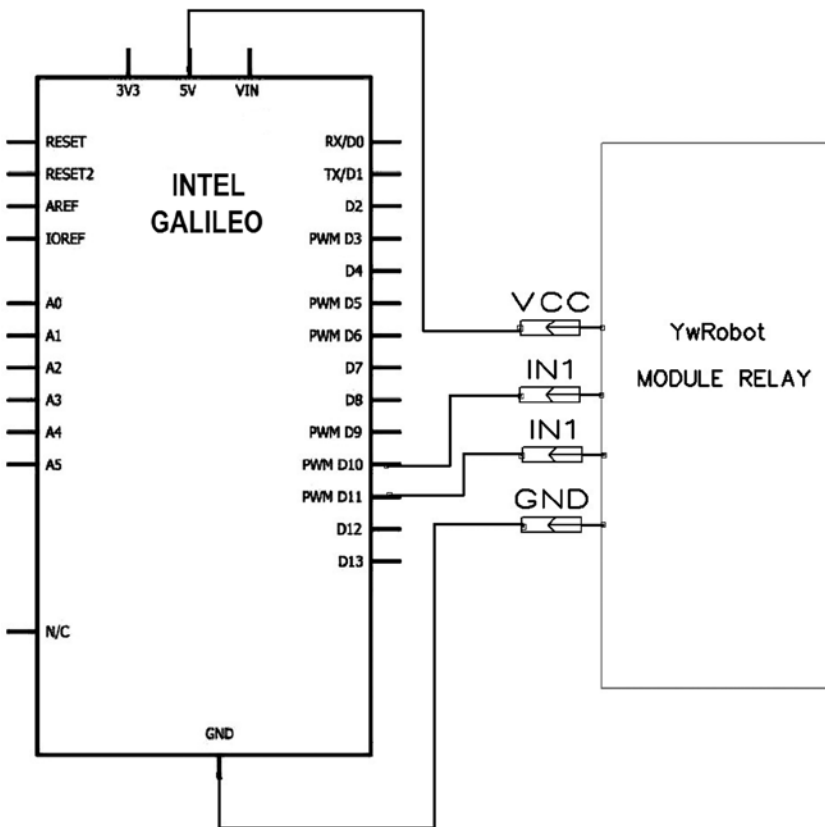 3V3
5V
VIN
RESET
RESET2
AREF
IOREF
A0
A1
A2
A3
A4
A5
N/C
INTEL
GALILEO
RX/D0
TX/D1
D2
PWM D3
D4
PWM D5
PWM D6
D7
D8
PWM D9
PWM D10
PWM D11
D12
D13
GND
VCC
IN1
IN1
GND
YwRobot
MODULE RELAY